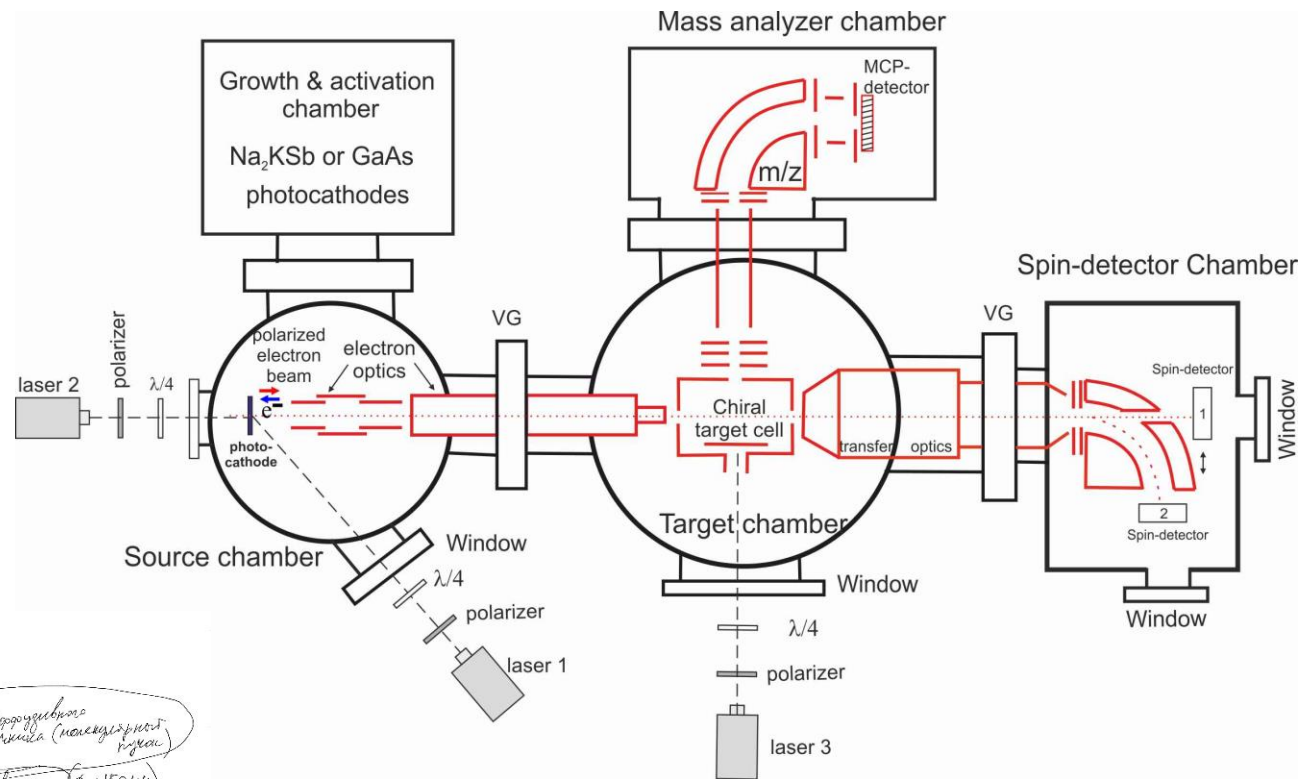 Mass analyzer chamber
Growth & activation
chamber
Na₂KSb or GaAs
photocathodes
MCP-
detector
m/z
Spin-detector Chamber
VG
VG
polarizer
λ/4
laser 2
polarized
electron
beam
electron
optics
e-
photo-
cathode
Chiral
target cell
transfer optics
Spin-detector
1
2
Spin-detector
Window
Source chamber
Window
λ/4
polarizer
laser 1
Target chamber
Window
λ/4
polarizer
laser 3
Window
(молекулярный
пучок)